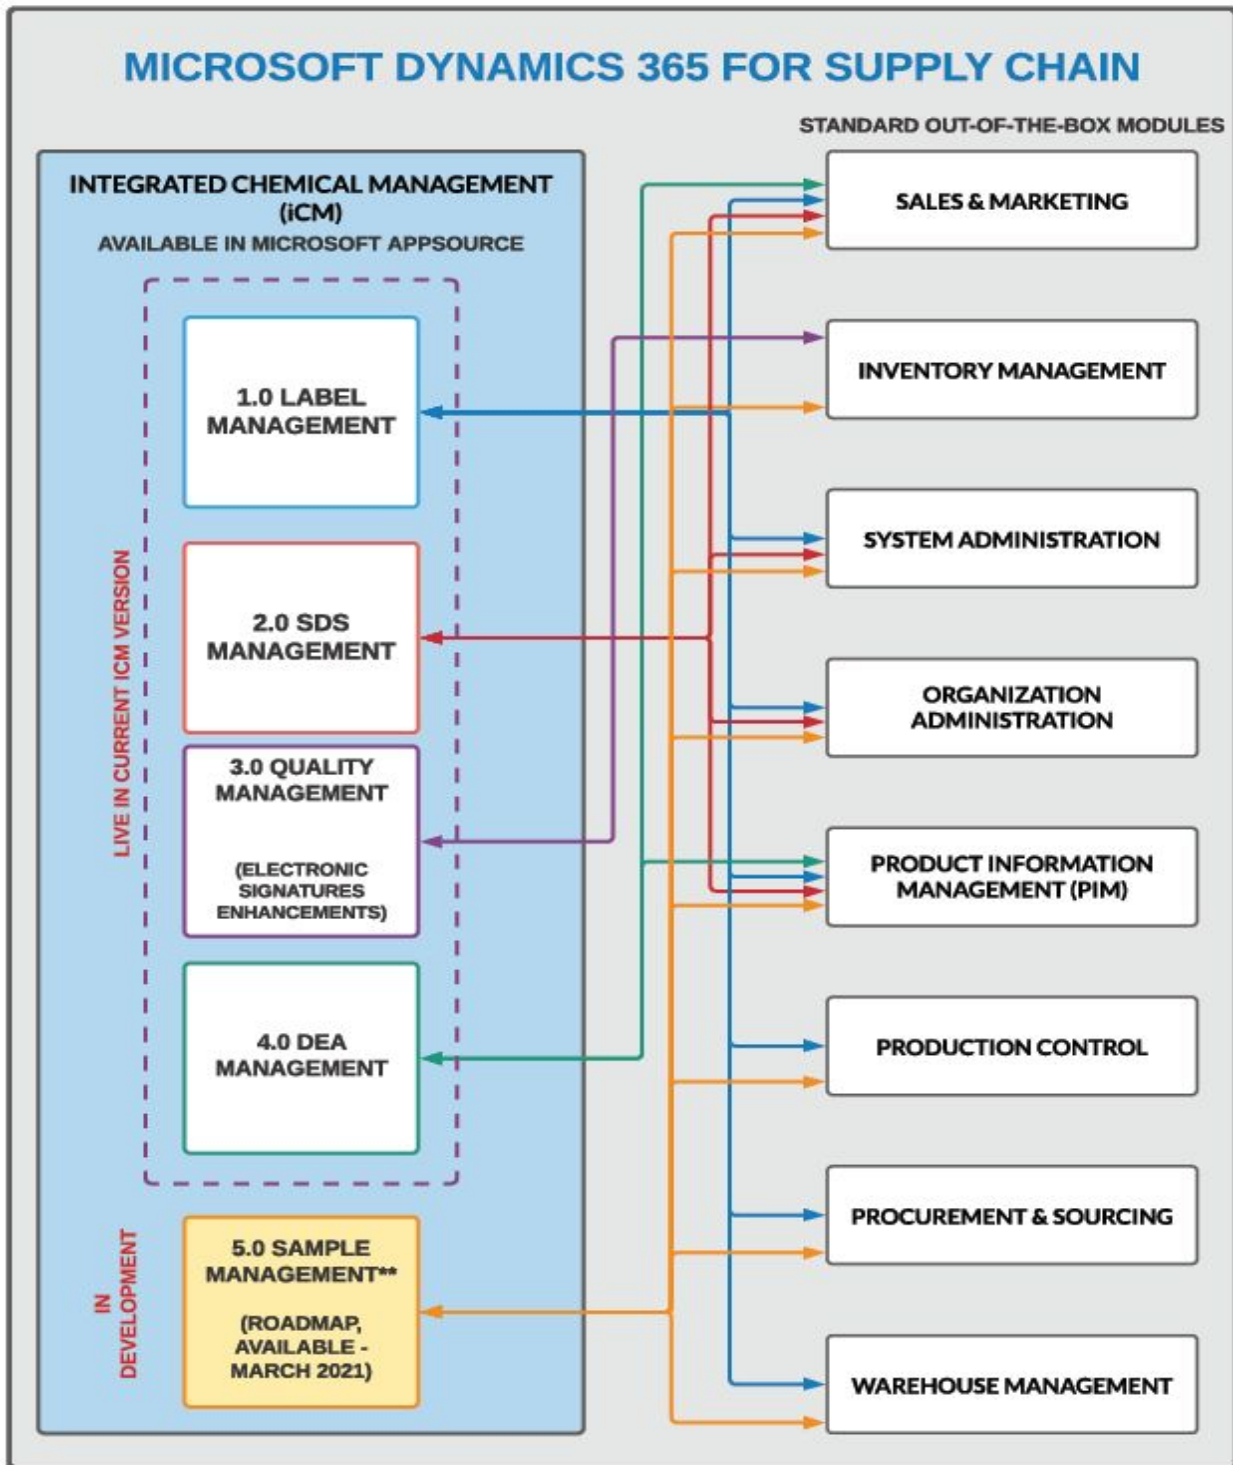 MICROSOFT DYNAMICS 365 FOR SUPPLY CHAIN
STANDARD OUT-OF-THE-BOX MODULES
INTEGRATED CHEMICAL MANAGEMENT
(iCM)
AVAILABLE IN MICROSOFT APPSOURCE
LIVE IN CURRENT ICM VERSION
1.0 LABEL
MANAGEMENT
2.0 SDS
MANAGEMENT
3.0 QUALITY
MANAGEMENT
(ELECTRONIC
SIGNATURES
ENHANCEMENTS)
4.0 DEA
MANAGEMENT
IN
DEVELOPMENT
5.0 SAMPLE
MANAGEMENT**
(ROADMAP,
AVAILABLE -
MARCH 2021)
SALES & MARKETING
INVENTORY MANAGEMENT
SYSTEM ADMINISTRATION
ORGANIZATION
ADMINISTRATION
PRODUCT INFORMATION
MANAGEMENT (PIM)
PRODUCTION CONTROL
PROCUREMENT & SOURCING
WAREHOUSE MANAGEMENT